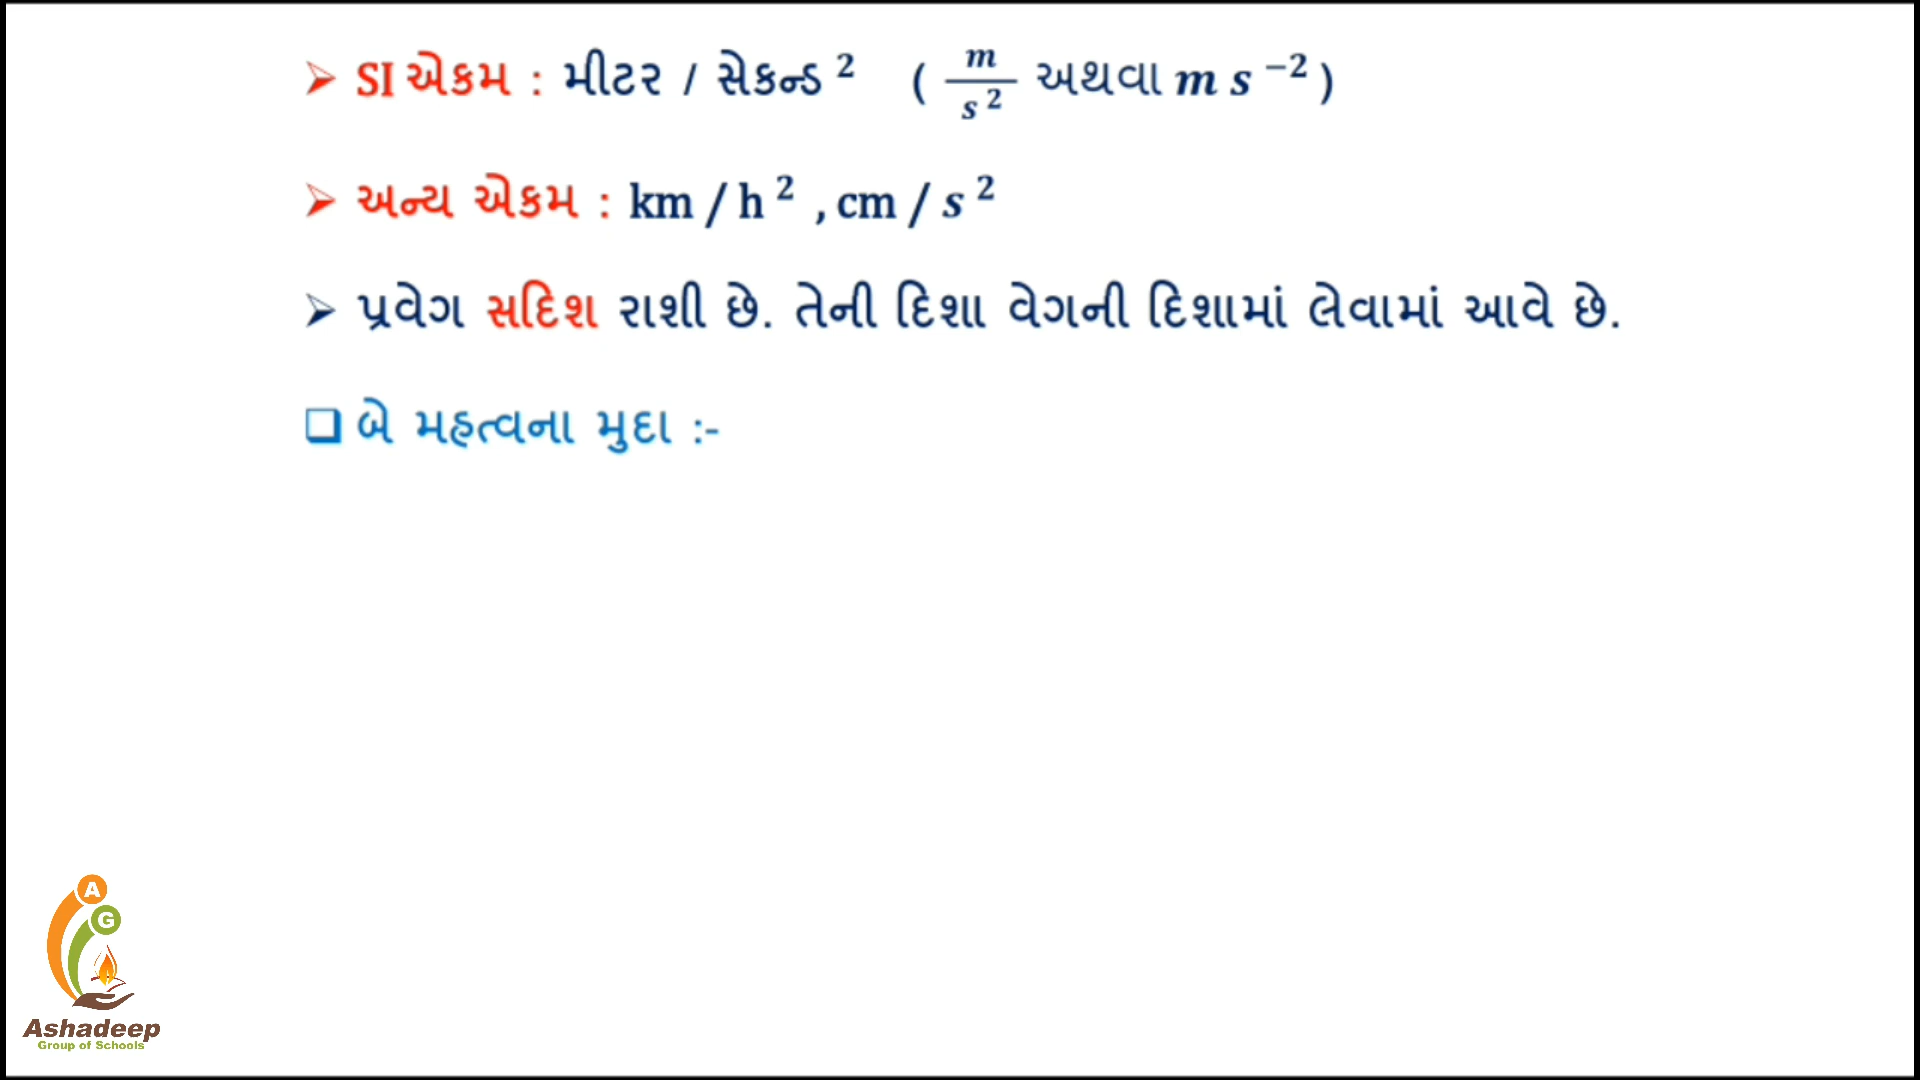 ➢ SI એકમ : મીટર / સેકન્ડ ² ( m/s² અથવા m s ⁻² )
➢ અન્ય એકમ : km / h ² , cm / s ²
➢ પ્રવેગ સદિશ રાશી છે. તેની દિશા વેગની દિશામાં લેવામાં આવે છે.
❑ બે મહત્વના મુદા :-
A
G
Ashadeep
Group of Schools